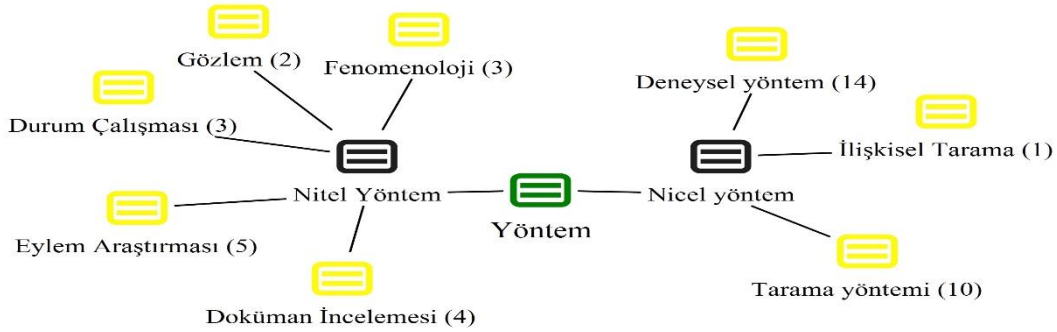 Gözlem (2)
Fenomenoloji (3)
Durum Çalışması (3)
Nitel Yöntem
Eylem Araştırması (5)
Doküman İncelemesi (4)
Yöntem
Deneysel yöntem (14)
İlişkisel Tarama (1)
Nicel yöntem
Tarama yöntemi (10)